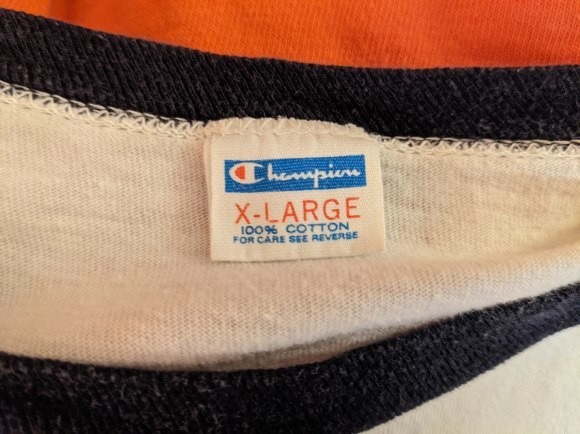 Champion
X-LARGE
100% COTTON
FOR CARE SEE REVERSE